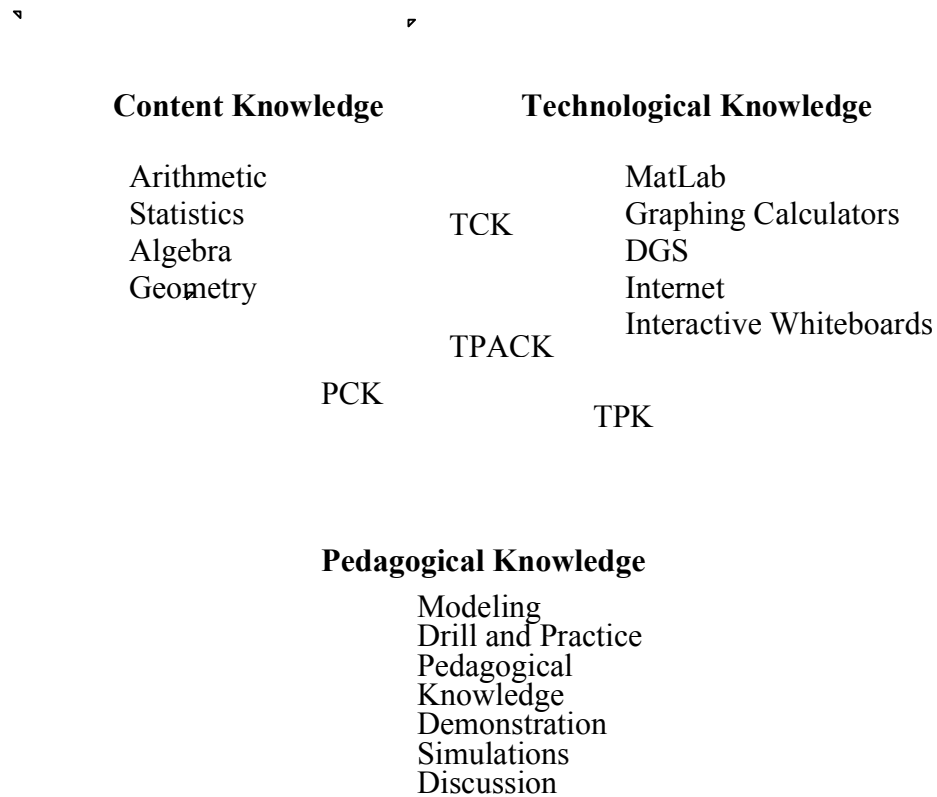 Content Knowledge
Technological Knowledge
Arithmetic
Statistics
Algebra
Geometry
MatLab
Graphing Calculators
DGS
Internet
Interactive Whiteboards
TCK
TPACK
PCK
TPK
Pedagogical Knowledge
Modeling
Drill and Practice
Pedagogical
Knowledge
Demonstration
Simulations
Discussion